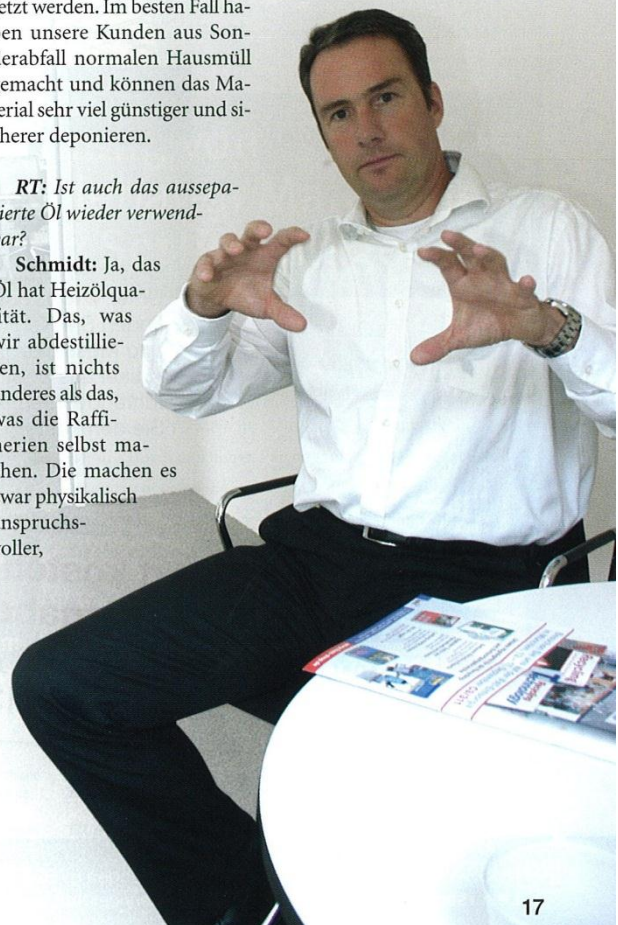 etzt werden. Im besten Fall ha-
en unsere Kunden aus Son-
erabfall normalen Hausmüll
emacht und können das Ma-
erial sehr viel günstiger und si-
herer deponieren.
RT: Ist auch das aussepa-
ierte Öl wieder verwend-
ar?
Schmidt: Ja, das
Öl hat Heizölqua-
ität. Das, was
wir abdestillie-
en, ist nichts
nderes als das,
was die Raffi-
nerien selbst ma-
hen. Die machen es
war physikalisch
nspruchs-
oller,
17